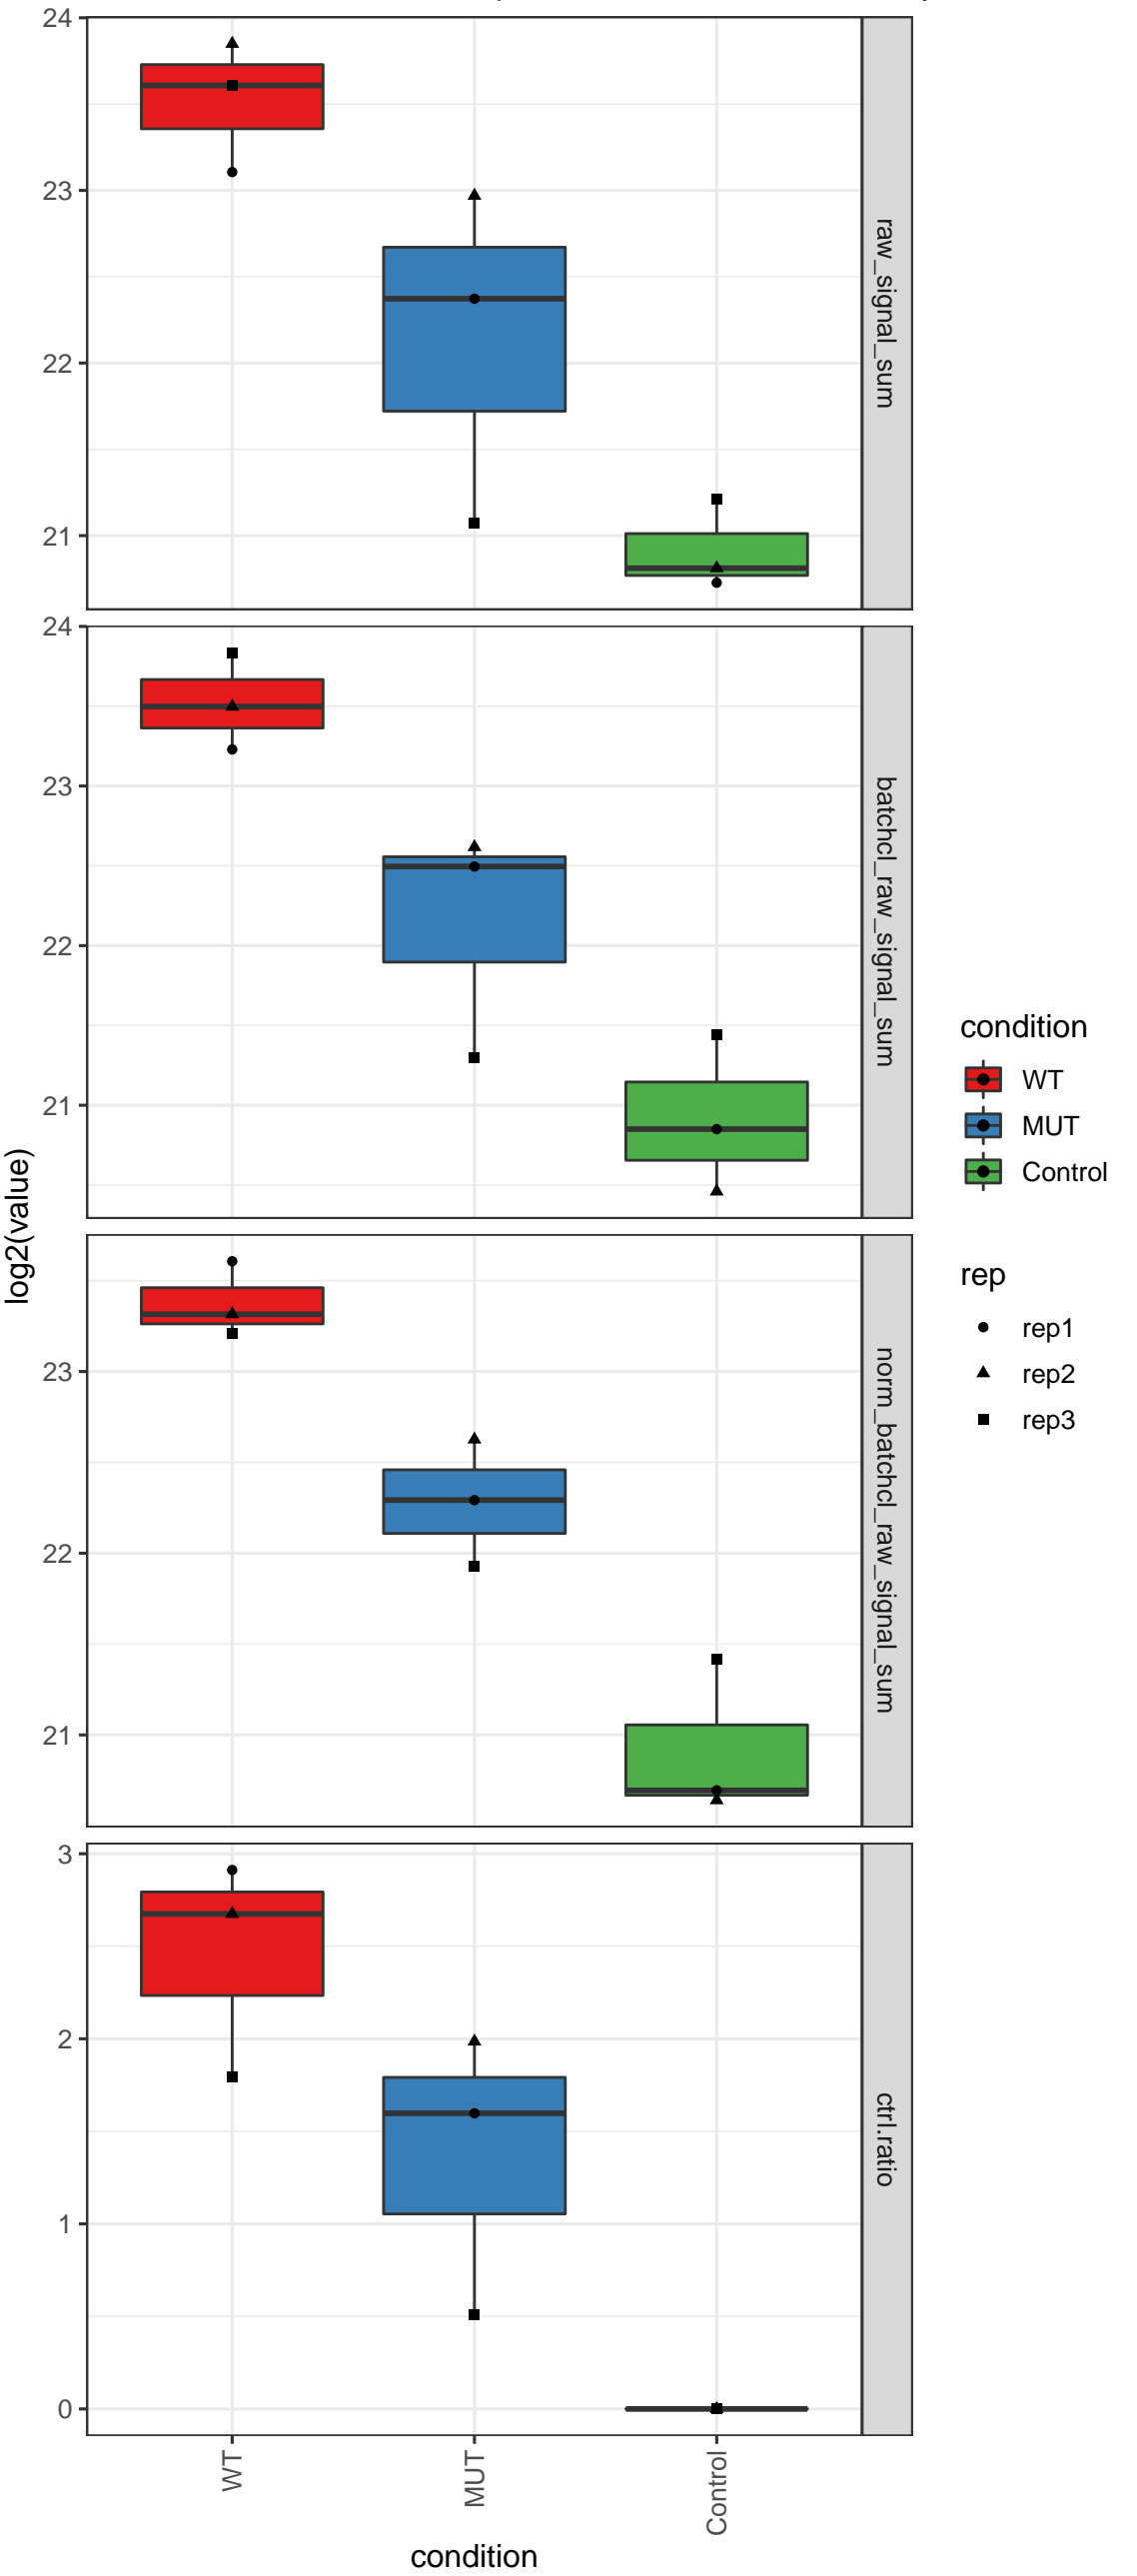 24
23
22
21
raw_signal_sum
24
23
22
21
batchcl_raw_signal_sum
23
22
21
norm_batchcl_raw_signal_sum
3
2
1
0
ctrl.ratio
log2(value)
WT
MUT
Control
condition
condition
WT
MUT
Control
rep
rep1
rep2
rep3